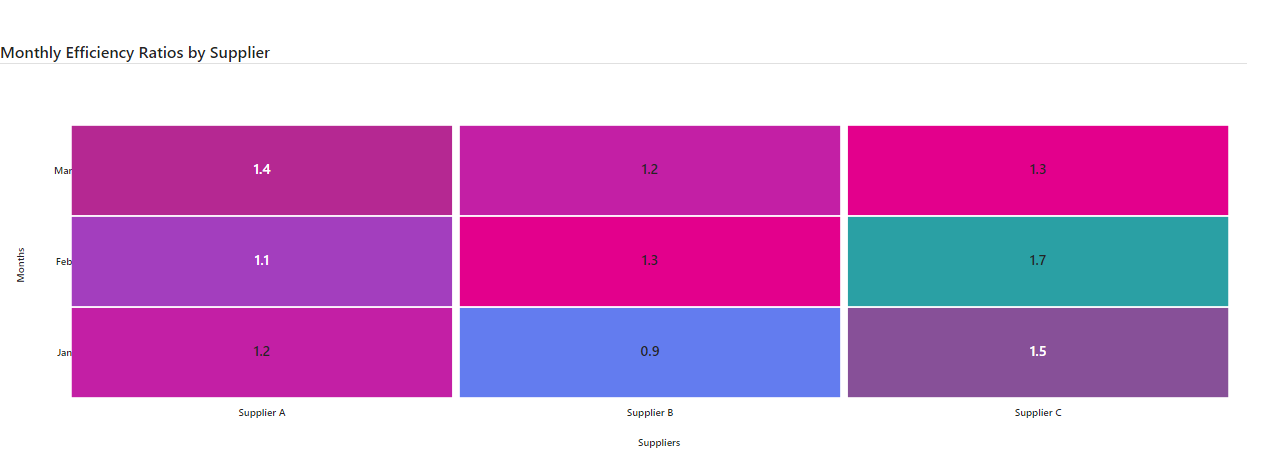 Monthly Efficiency Ratios by Supplier
Months
Mar 1.4 1.2 1.3
Feb 1.1 1.3 1.7
Jan 1.2 0.9 1.5
Supplier A Supplier B Supplier C
Suppliers